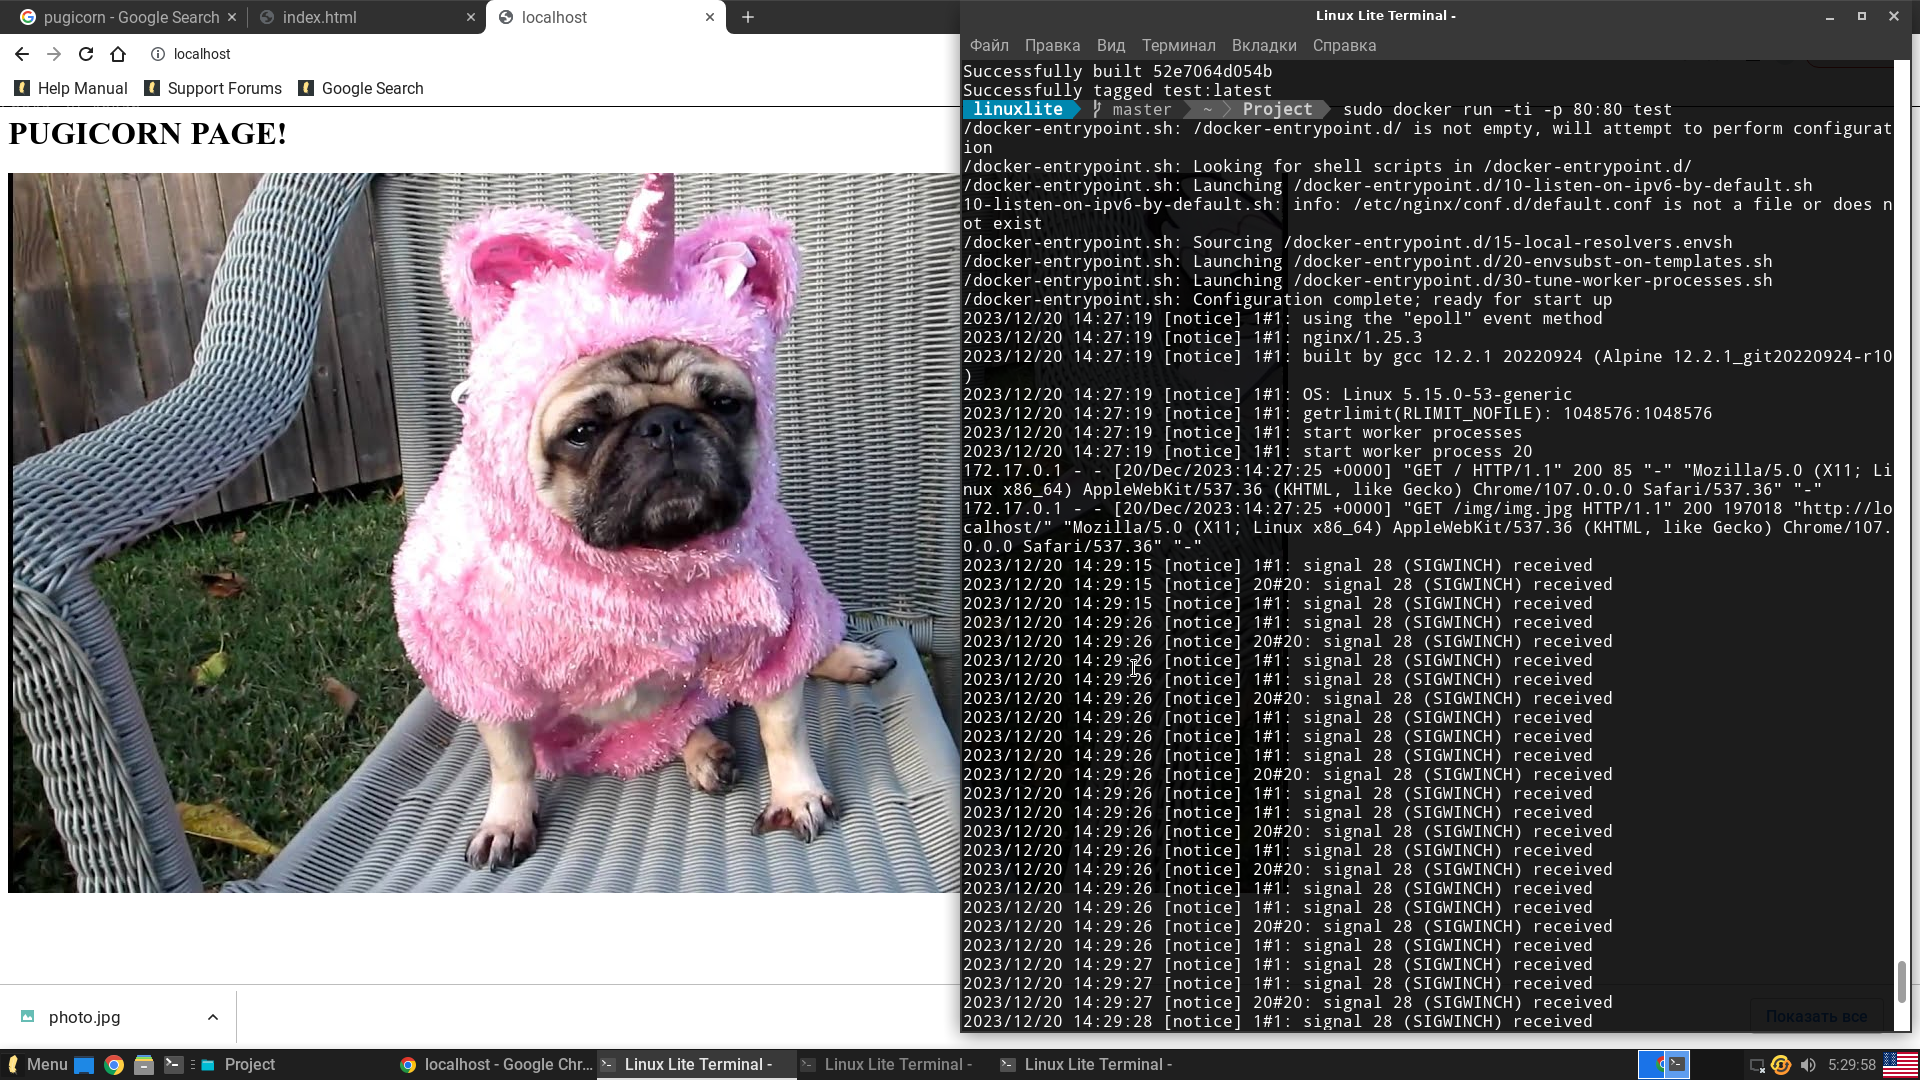 pugicorn - Google Search
index.html
localhost
localhost
Help Manual
Support Forums
Google Search
PUGICORN PAGE!
photo.jpg
Linux Lite Terminal -
Файл Правка Вид Терминал Вкладки Справка
Successfully built 52e7064d054b
Successfully tagged test:latest
linuxlite master ~ Project sudo docker run -ti -p 80:80 test
/docker-entrypoint.sh: /docker-entrypoint.d/ is not empty, will attempt to perform configurat
ion
/docker-entrypoint.sh: Looking for shell scripts in /docker-entrypoint.d/
/docker-entrypoint.sh: Launching /docker-entrypoint.d/10-listen-on-ipv6-by-default.sh
10-listen-on-ipv6-by-default.sh: info: /etc/nginx/conf.d/default.conf is not a file or does n
ot exist
/docker-entrypoint.sh: Sourcing /docker-entrypoint.d/15-local-resolvers.envsh
/docker-entrypoint.sh: Launching /docker-entrypoint.d/20-envsubst-on-templates.sh
/docker-entrypoint.sh: Launching /docker-entrypoint.d/30-tune-worker-processes.sh
/docker-entrypoint.sh: Configuration complete; ready for start up
2023/12/20 14:27:19 [notice] 1#1: using the "epoll" event method
2023/12/20 14:27:19 [notice] 1#1: nginx/1.25.3
2023/12/20 14:27:19 [notice] 1#1: built by gcc 12.2.1 20220924 (Alpine 12.2.1_git20220924-r10
)
2023/12/20 14:27:19 [notice] 1#1: OS: Linux 5.15.0-53-generic
2023/12/20 14:27:19 [notice] 1#1: getrlimit(RLIMIT_NOFILE): 1048576:1048576
2023/12/20 14:27:19 [notice] 1#1: start worker processes
2023/12/20 14:27:19 [notice] 1#1: start worker process 20
172.17.0.1 - - [20/Dec/2023:14:27:25 +0000] "GET / HTTP/1.1" 200 85 "-" "Mozilla/5.0 (X11; Li
nux x86_64) AppleWebKit/537.36 (KHTML, like Gecko) Chrome/107.0.0.0 Safari/537.36" "-"
172.17.0.1 - - [20/Dec/2023:14:27:25 +0000] "GET /img/img.jpg HTTP/1.1" 200 197018 "http://lo
calhost/" "Mozilla/5.0 (X11; Linux x86_64) AppleWebKit/537.36 (KHTML, like Gecko) Chrome/107.
0.0.0 Safari/537.36" "-"
2023/12/20 14:29:15 [notice] 1#1: signal 28 (SIGWINCH) received
2023/12/20 14:29:15 [notice] 20#20: signal 28 (SIGWINCH) received
2023/12/20 14:29:15 [notice] 1#1: signal 28 (SIGWINCH) received
2023/12/20 14:29:26 [notice] 1#1: signal 28 (SIGWINCH) received
2023/12/20 14:29:26 [notice] 20#20: signal 28 (SIGWINCH) received
2023/12/20 14:29:26 [notice] 1#1: signal 28 (SIGWINCH) received
2023/12/20 14:29:26 [notice] 1#1: signal 28 (SIGWINCH) received
2023/12/20 14:29:26 [notice] 20#20: signal 28 (SIGWINCH) received
2023/12/20 14:29:26 [notice] 1#1: signal 28 (SIGWINCH) received
2023/12/20 14:29:26 [notice] 1#1: signal 28 (SIGWINCH) received
2023/12/20 14:29:26 [notice] 1#1: signal 28 (SIGWINCH) received
2023/12/20 14:29:26 [notice] 20#20: signal 28 (SIGWINCH) received
2023/12/20 14:29:26 [notice] 1#1: signal 28 (SIGWINCH) received
2023/12/20 14:29:26 [notice] 1#1: signal 28 (SIGWINCH) received
2023/12/20 14:29:26 [notice] 20#20: signal 28 (SIGWINCH) received
2023/12/20 14:29:26 [notice] 1#1: signal 28 (SIGWINCH) received
2023/12/20 14:29:26 [notice] 20#20: signal 28 (SIGWINCH) received
2023/12/20 14:29:26 [notice] 1#1: signal 28 (SIGWINCH) received
2023/12/20 14:29:26 [notice] 1#1: signal 28 (SIGWINCH) received
2023/12/20 14:29:26 [notice] 20#20: signal 28 (SIGWINCH) received
2023/12/20 14:29:26 [notice] 1#1: signal 28 (SIGWINCH) received
2023/12/20 14:29:27 [notice] 1#1: signal 28 (SIGWINCH) received
2023/12/20 14:29:27 [notice] 1#1: signal 28 (SIGWINCH) received
2023/12/20 14:29:27 [notice] 20#20: signal 28 (SIGWINCH) received
2023/12/20 14:29:28 [notice] 1#1: signal 28 (SIGWINCH) received
Показать все
Menu
Project
localhost - Google Chr...
Linux Lite Terminal -
Linux Lite Terminal -
Linux Lite Terminal -
5:29:58